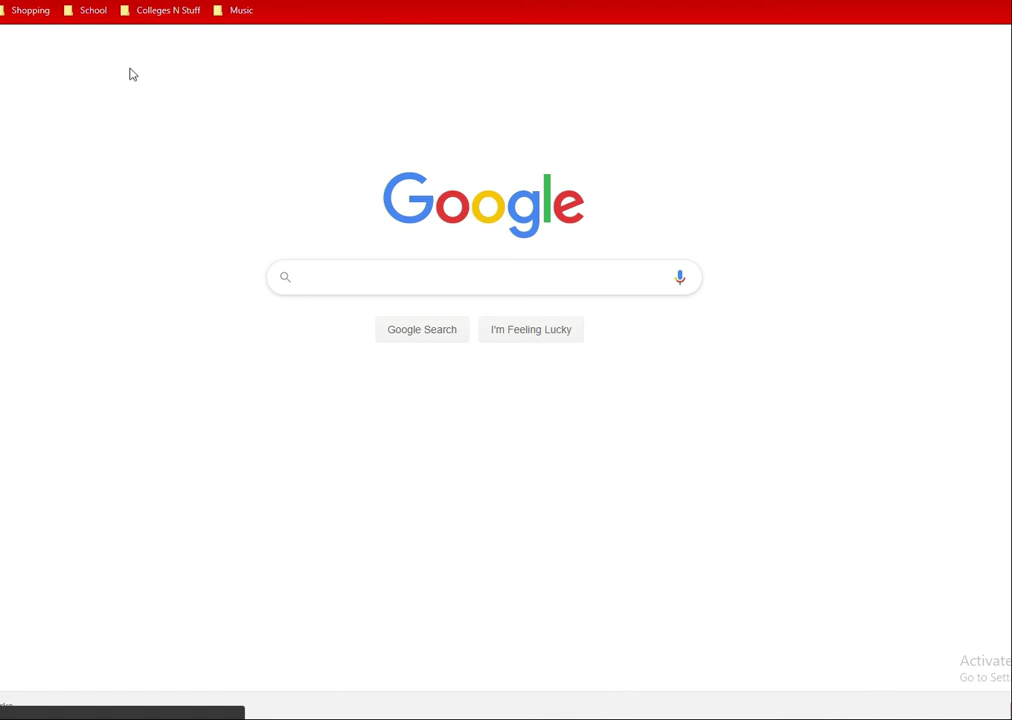 Shopping School Colleges N Stuff Music
Google
Google Search I'm Feeling Lucky
Activate
Go to Sett